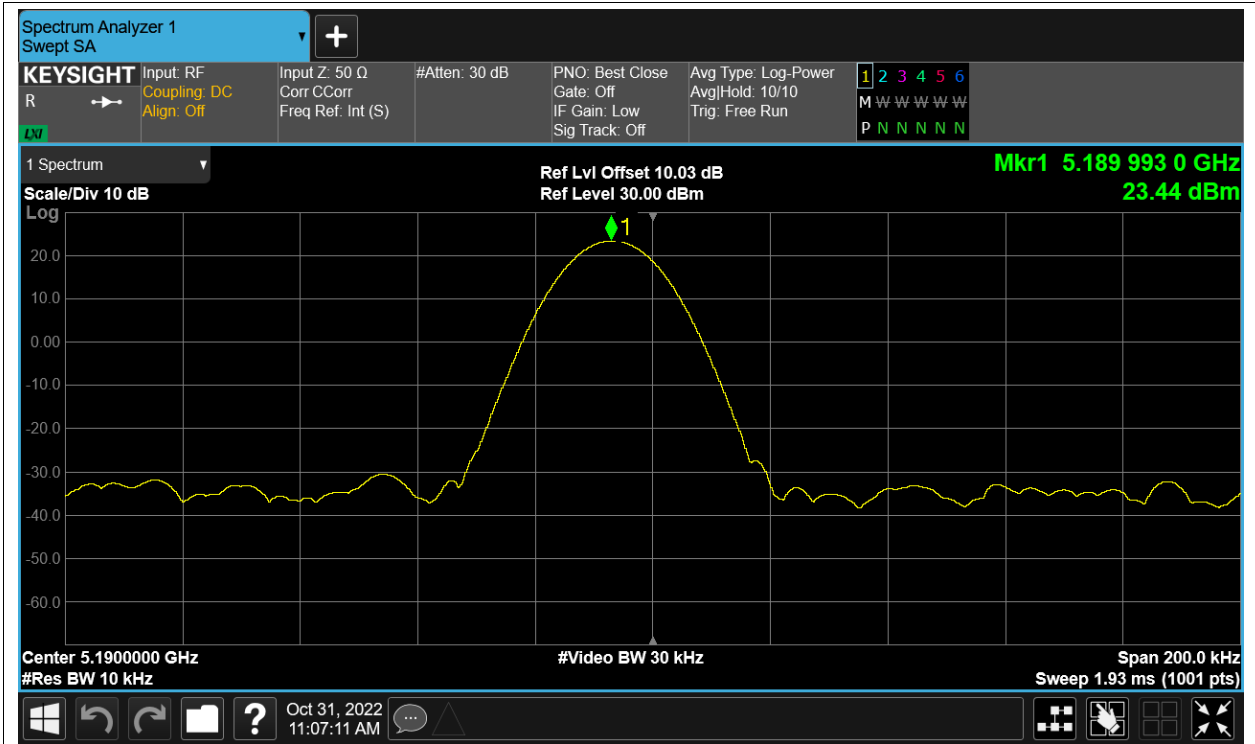 Spectrum Analyzer 1
Swept SA
KEYSIGHT
R
LXI
Input: RF
Coupling: DC
Align: Off
Input Z: 50 Ω
Corr CCorr
Freq Ref: Int (S)
#Atten: 30 dB
PNO: Best Close
Gate: Off
IF Gain: Low
Sig Track: Off
Avg Type: Log-Power
Avg|Hold: 10/10
Trig: Free Run
1 2 3 4 5 6
M W W W W W W
P N N N N N
1 Spectrum
Scale/Div 10 dB
Log
Ref Lvl Offset 10.03 dB
Ref Level 30.00 dBm
Mkr1 5.189 993 0 GHz
23.44 dBm
1
20.0
10.0
0.00
-10.0
-20.0
-30.0
-40.0
-50.0
-60.0
Center 5.1900000 GHz
#Video BW 30 kHz
Span 200.0 kHz
#Res BW 10 kHz
Sweep 1.93 ms (1001 pts)
?
Oct 31, 2022
11:07:11 AM